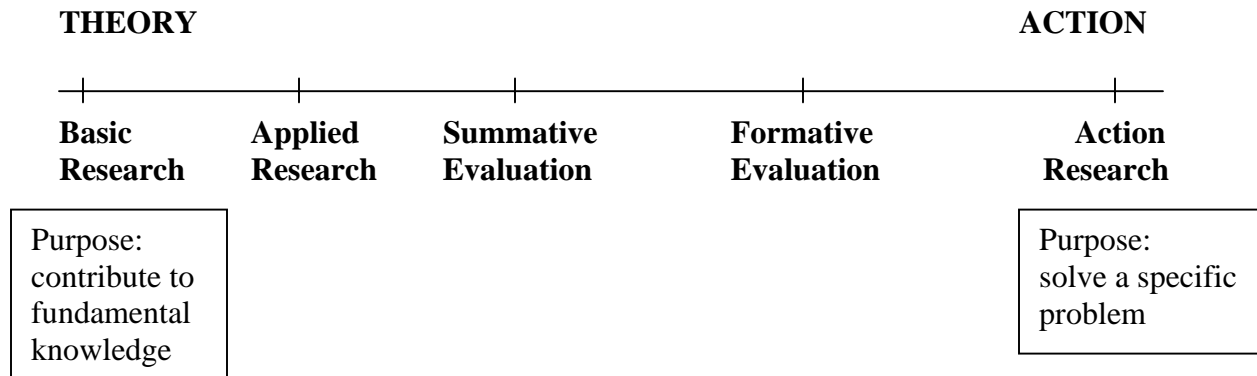 THEORY ACTION
Basic Applied Summative Formative Action
Research Research Evaluation Evaluation Research
Purpose:
contribute to
fundamental
knowledge
Purpose:
solve a specific
problem